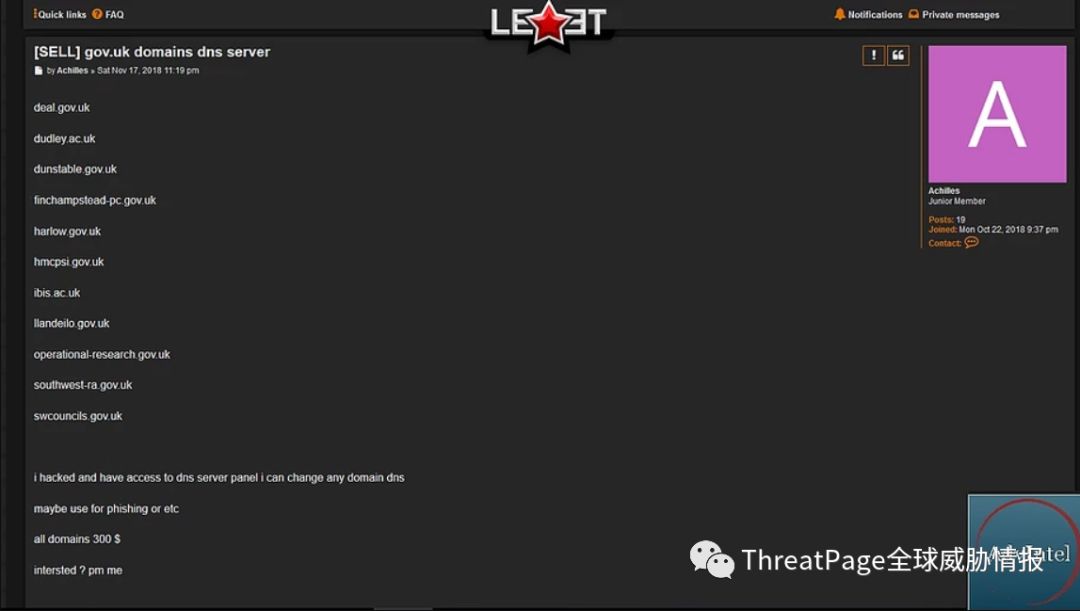 Quick links FAQ
LEET
Notifications Private messages
[SELL] gov.uk domains dns server
by Achilles » Sat Nov 17, 2018 11:19 pm
deal.gov.uk
dudley.ac.uk
dunstable.gov.uk
finchampstead-pc.gov.uk
harlow.gov.uk
hmcpsi.gov.uk
ibis.ac.uk
llandeilo.gov.uk
operational-research.gov.uk
southwest-ra.gov.uk
swcouncils.gov.uk
i hacked and have access to dns server panel i can change any domain dns
maybe use for phishing or etc
all domains 300 $
intersted ? pm me
A
Achilles
Junior Member
Posts: 19
Joined: Mon Oct 22, 2018 9:37 pm
Contact:
ThreatPage全球威胁情报